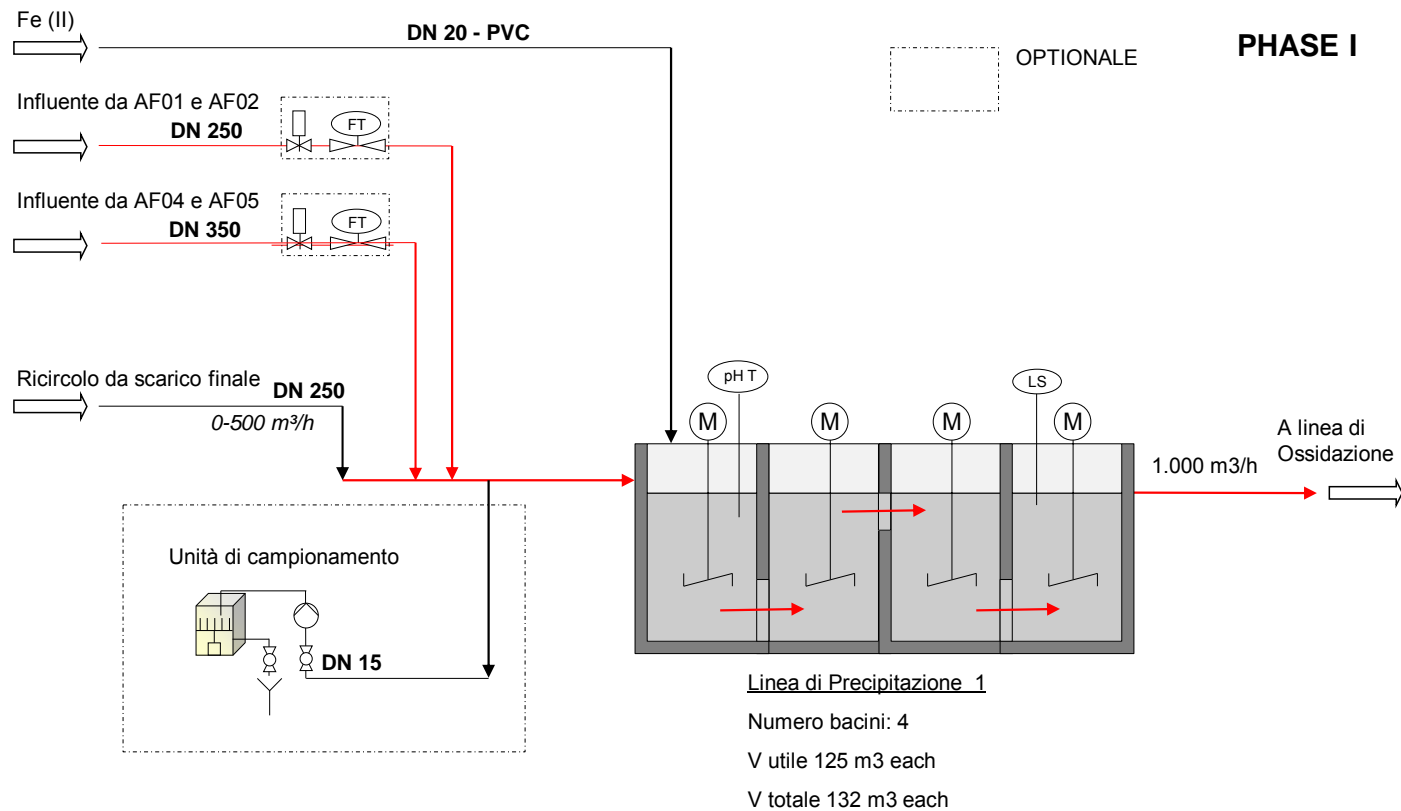 Fe (II)
DN 20 - PVC
OPTIONALE
PHASE I
Influente da AF01 e AF02
DN 250
FT
Influente da AF04 e AF05
DN 350
FT
Ricircolo da scarico finale
DN 250
0-500 m³/h
pH T
LS
M
M
M
M
A linea di
Ossidazione
1.000 m3/h
Unità di campionamento
DN 15
Linea di Precipitazione 1
Numero bacini: 4
V utile 125 m3 each
V totale 132 m3 each